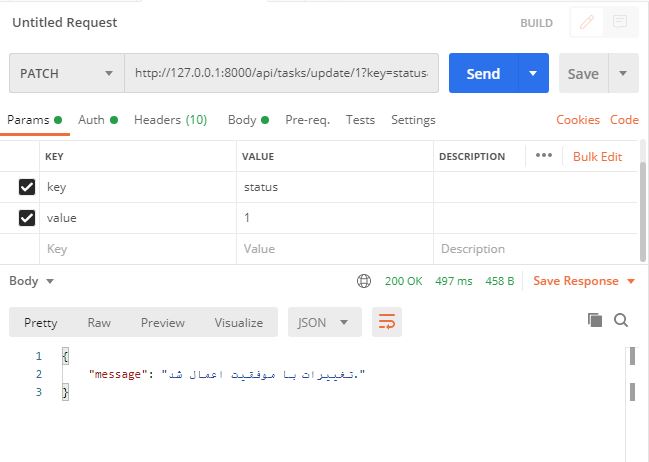 Untitled Request BUILD
PATCH http://127.0.0.1:8000/api/tasks/update/1?key=status& Send Save
Params Auth Headers (10) Body Pre-req. Tests Settings Cookies Code
KEY VALUE DESCRIPTION ••• Bulk Edit
key status
value 1
Key Value Description
Body 200 OK 497 ms 458 B Save Response
Pretty Raw Preview Visualize JSON
1 {
2 "message": "تغییرات با موفقیت اعمال شد."
3 }